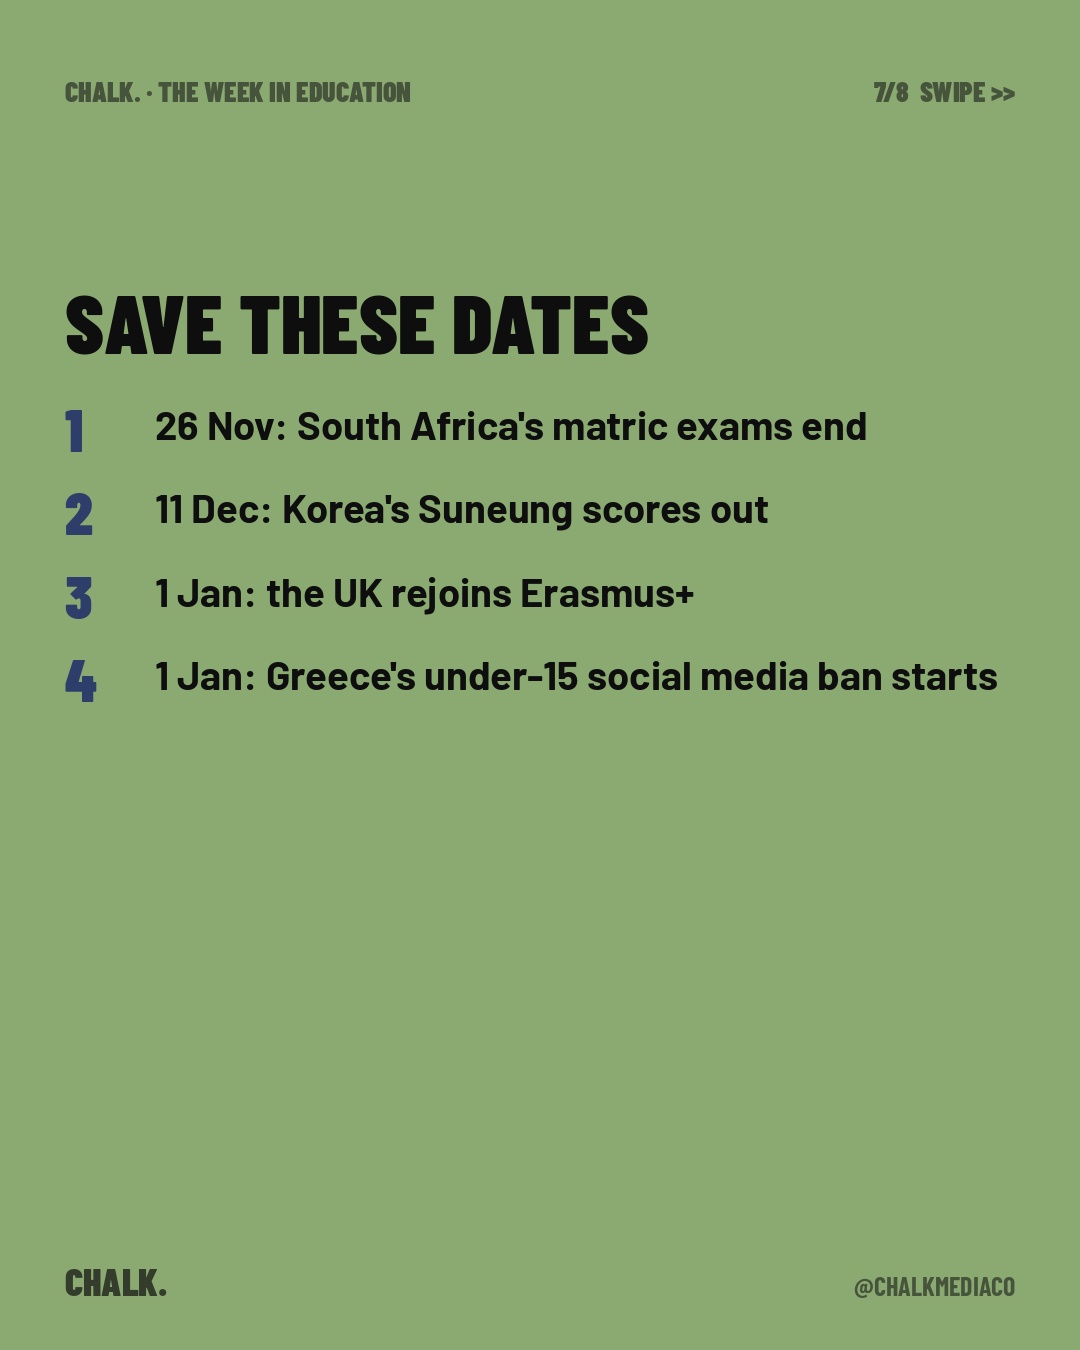 CHALK. · THE WEEK IN EDUCATION
7/8 SWIPE >>
SAVE THESE DATES
1 26 Nov: South Africa's matric exams end
2 11 Dec: Korea's Suneung scores out
3 1 Jan: the UK rejoins Erasmus+
4 1 Jan: Greece's under-15 social media ban starts
CHALK.
@CHALKMEDIACO